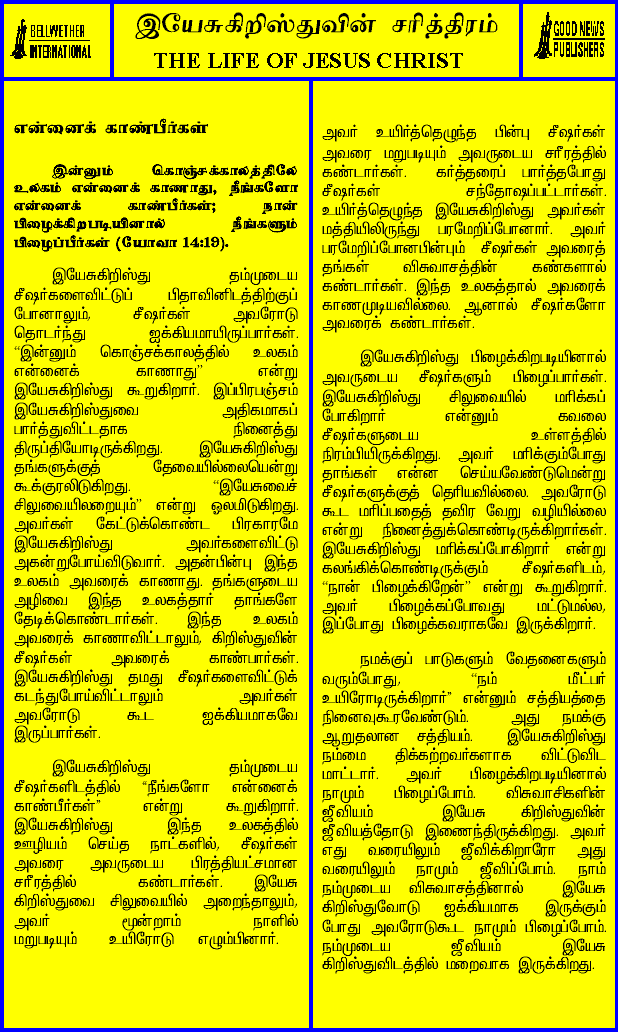 BELLWETHER
INTERNATIONAL
இயேசுகிறிஸ்துவின் சரித்திரம்
THE LIFE OF JESUS CHRIST
GOOD NEWS
PUBLISHERS
என்னைக் காண்பீர்கள்
இன்னும் கொஞ்சக்காலத்திலே
உலகம் என்னைக் காணாது, நீங்களோ
என்னைக் காண்பீர்கள்; நான்
பிழைக்கிறபடியினால் நீங்களும்
பிழைப்பீர்கள் (யோவா 14:19).
இயேசுகிறிஸ்து தம்முடைய
சீஷர்களைவிட்டுப் பிதாவினிடத்திற்குப்
போனாலும், சீஷர்கள் அவரோடு
தொடர்ந்து ஐக்கியமாயிருப்பார்கள்.
“இன்னும் கொஞ்சக்காலத்தில் உலகம்
என்னைக் காணாது” என்று
இயேசுகிறிஸ்து கூறுகிறார். இப்பிரபஞ்சம்
இயேசுகிறிஸ்துவை அதிகமாகப்
பார்த்துவிட்டதாக நினைத்து
திருப்தியோடிருக்கிறது. இயேசுகிறிஸ்து
தங்களுக்குத் தேவையில்லையென்று
கூக்குரலிடுகிறது. “இயேசுவைச்
சிலுவையிலறையும்” என்று ஓலமிடுகிறது.
அவர்கள் கேட்டுக்கொண்ட பிரகாரமே
இயேசுகிறிஸ்து அவர்களைவிட்டு
அகன்றுபோய்விடுவார். அதன்பின்பு இந்த
உலகம் அவரைக் காணாது. தங்களுடைய
அழிவை இந்த உலகத்தார் தாங்களே
தேடிக்கொண்டார்கள். இந்த உலகம்
அவரைக் காணாவிட்டாலும், கிறிஸ்துவின்
சீஷர்கள் அவரைக் காண்பார்கள்.
இயேசுகிறிஸ்து தமது சீஷர்களைவிட்டுக்
கடந்துபோய்விட்டாலும் அவர்கள்
அவரோடு கூட ஐக்கியமாகவே
இருப்பார்கள்.
இயேசுகிறிஸ்து தம்முடைய
சீஷர்களிடத்தில் “நீங்களோ என்னைக்
காண்பீர்கள்” என்று கூறுகிறார்.
இயேசுகிறிஸ்து இந்த உலகத்தில்
ஊழியம் செய்த நாட்களில், சீஷர்கள்
அவரை அவருடைய பிரத்தியட்சமான
சரீரத்தில் கண்டார்கள். இயேசு
கிறிஸ்துவை சிலுவையில் அறைந்தாலும்,
அவர் மூன்றாம் நாளில்
மறுபடியும் உயிரோடு எழும்பினார்.
அவர் உயிர்த்தெழுந்த பின்பு சீஷர்கள்
அவரை மறுபடியும் அவருடைய சரீரத்தில்
கண்டார்கள். கர்த்தரைப் பார்த்தபோது
சீஷர்கள் சந்தோஷப்பட்டார்கள்.
உயிர்த்தெழுந்த இயேசுகிறிஸ்து அவர்கள்
மத்தியிலிருந்து பரமேறிப்போனார். அவர்
பரமேறிப்போனபின்பும் சீஷர்கள் அவரைத்
தங்கள் விசுவாசத்தின் கண்களால்
கண்டார்கள். இந்த உலகத்தால் அவரைக்
காணமுடியவில்லை. ஆனால் சீஷர்களோ
அவரைக் கண்டார்கள்.
இயேசுகிறிஸ்து பிழைக்கிறபடியினால்
அவருடைய சீஷர்களும் பிழைப்பார்கள்.
இயேசுகிறிஸ்து சிலுவையில் மரிக்கப்
போகிறார் என்னும் கவலை
சீஷர்களுடைய உள்ளத்தில்
நிரம்பியிருக்கிறது. அவர் மரிக்கும்போது
தாங்கள் என்ன செய்யவேண்டுமென்று
சீஷர்களுக்குத் தெரியவில்லை. அவரோடு
கூட மரிப்பதைத் தவிர வேறு வழியில்லை
என்று நினைத்துக்கொண்டிருக்கிறார்கள்.
இயேசுகிறிஸ்து மரிக்கப்போகிறார் என்று
கலங்கிக்கொண்டிருக்கும் சீஷர்களிடம்,
“நான் பிழைக்கிறேன்” என்று கூறுகிறார்.
அவர் பிழைக்கப்போவது மட்டுமல்ல,
இப்போது பிழைக்கவராகவே இருக்கிறார்.
நமக்குப் பாடுகளும் வேதனைகளும்
வரும்போது, “நம் மீட்பர்
உயிரோடிருக்கிறார்” என்னும் சத்தியத்தை
நினைவுகூரவேண்டும். அது நமக்கு
ஆறுதலான சத்தியம். இயேசுகிறிஸ்து
நம்மை திக்கற்றவர்களாக விட்டுவிட
மாட்டார். அவர் பிழைக்கிறபடியினால்
நாமும் பிழைப்போம். விசுவாசிகளின்
ஜீவியம் இயேசு கிறிஸ்துவின்
ஜீவியத்தோடு இணைந்திருக்கிறது. அவர்
எது வரையிலும் ஜீவிக்கிறாரோ அது
வரையிலும் நாமும் ஜீவிப்போம். நாம்
நம்முடைய விசுவாசத்தினால் இயேசு
கிறிஸ்துவோடு ஐக்கியமாக இருக்கும்
போது அவரோடுகூட நாமும் பிழைப்போம்.
நம்முடைய ஜீவியம் இயேசு
கிறிஸ்துவிடத்தில் மறைவாக இருக்கிறது.